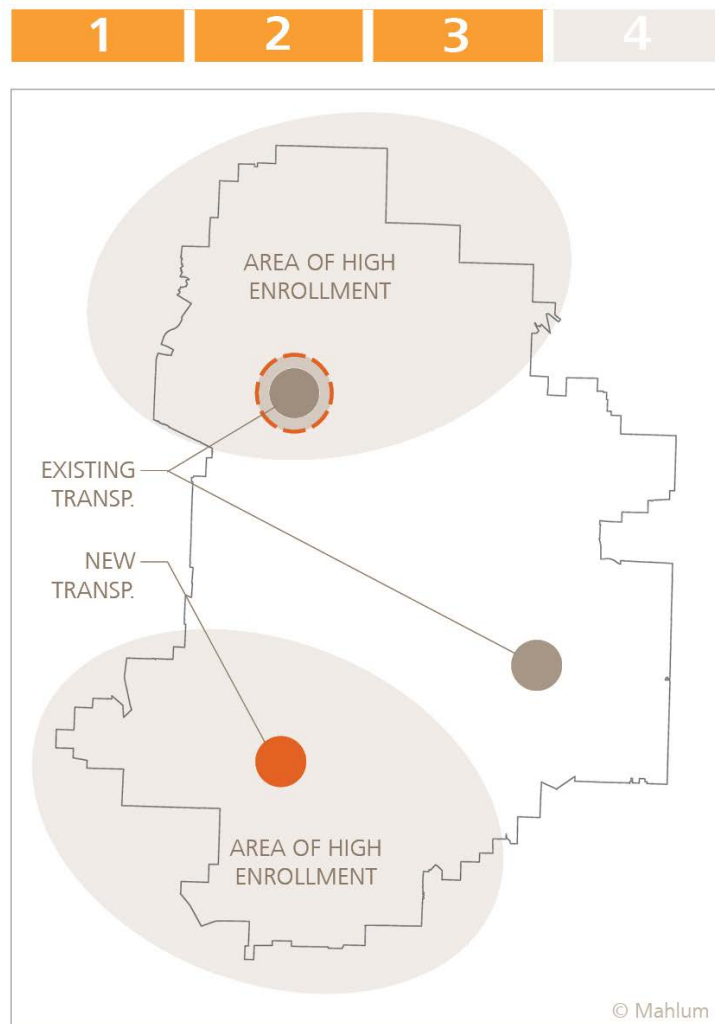 1 2 3 4
AREA OF HIGH
ENROLLMENT
EXISTING
TRANSP.
NEW
TRANSP.
AREA OF HIGH
ENROLLMENT
© Mahlum